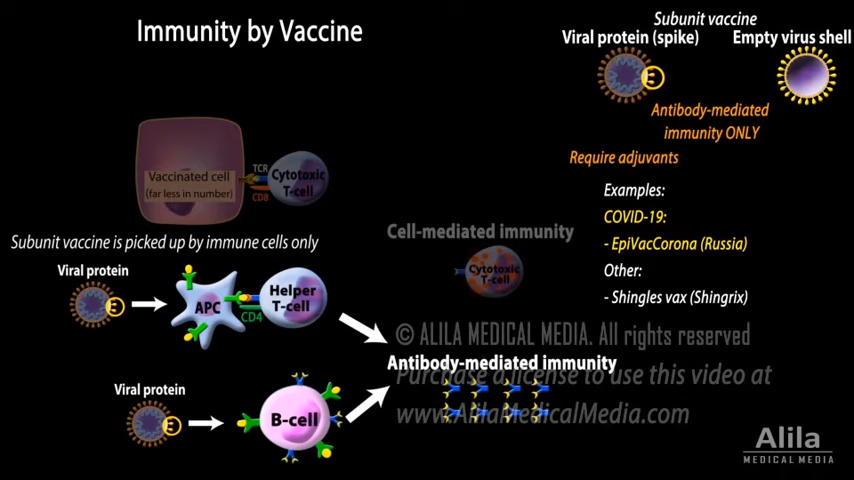 Immunity by Vaccine
Subunit vaccine
Viral protein (spike)
Empty virus shell
Antibody-mediated
immunity ONLY
Require adjuvants
Examples:
COVID-19:
- EpiVacCorona (Russia)
Other:
- Shingles vax (Shingrix)
Vaccinated cell
(far less in number)
TCR
CD8
Cytotoxic
T-cell
Subunit vaccine is picked up by immune cells only
Viral protein
APC
Helper
T-cell
CD4
Cell-mediated immunity
Cytotoxic
T-cell
© ALILA MEDICAL MEDIA. All rights reserved
Antibody-mediated immunity
Purchase a license to use this video at
www.AlilaMedicalMedia.com
Viral protein
B-cell
Alila
MEDICAL MEDIA